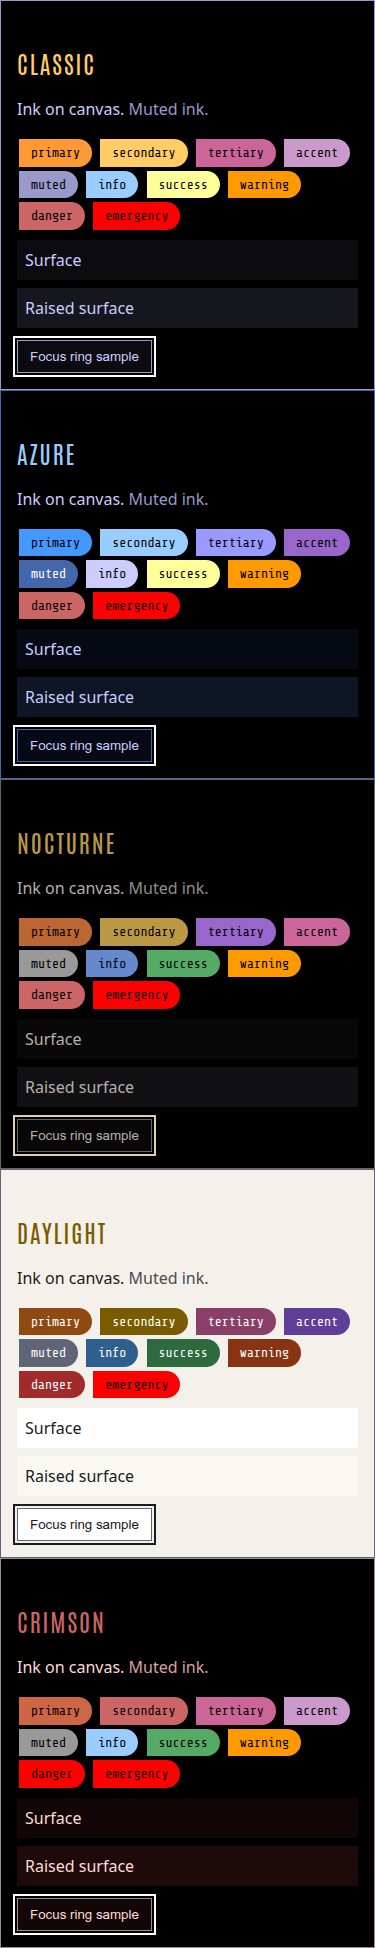 CLASSIC
Ink on canvas. Muted ink.
primary secondary tertiary accent
muted info success warning
danger emergency
Surface
Raised surface
Focus ring sample
AZURE
Ink on canvas. Muted ink.
primary secondary tertiary accent
muted info success warning
danger emergency
Surface
Raised surface
Focus ring sample
NOCTURNE
Ink on canvas. Muted ink.
primary secondary tertiary accent
muted info success warning
danger emergency
Surface
Raised surface
Focus ring sample
DAYLIGHT
Ink on canvas. Muted ink.
primary secondary tertiary accent
muted info success warning
danger emergency
Surface
Raised surface
Focus ring sample
CRIMSON
Ink on canvas. Muted ink.
primary secondary tertiary accent
muted info success warning
danger emergency
Surface
Raised surface
Focus ring sample